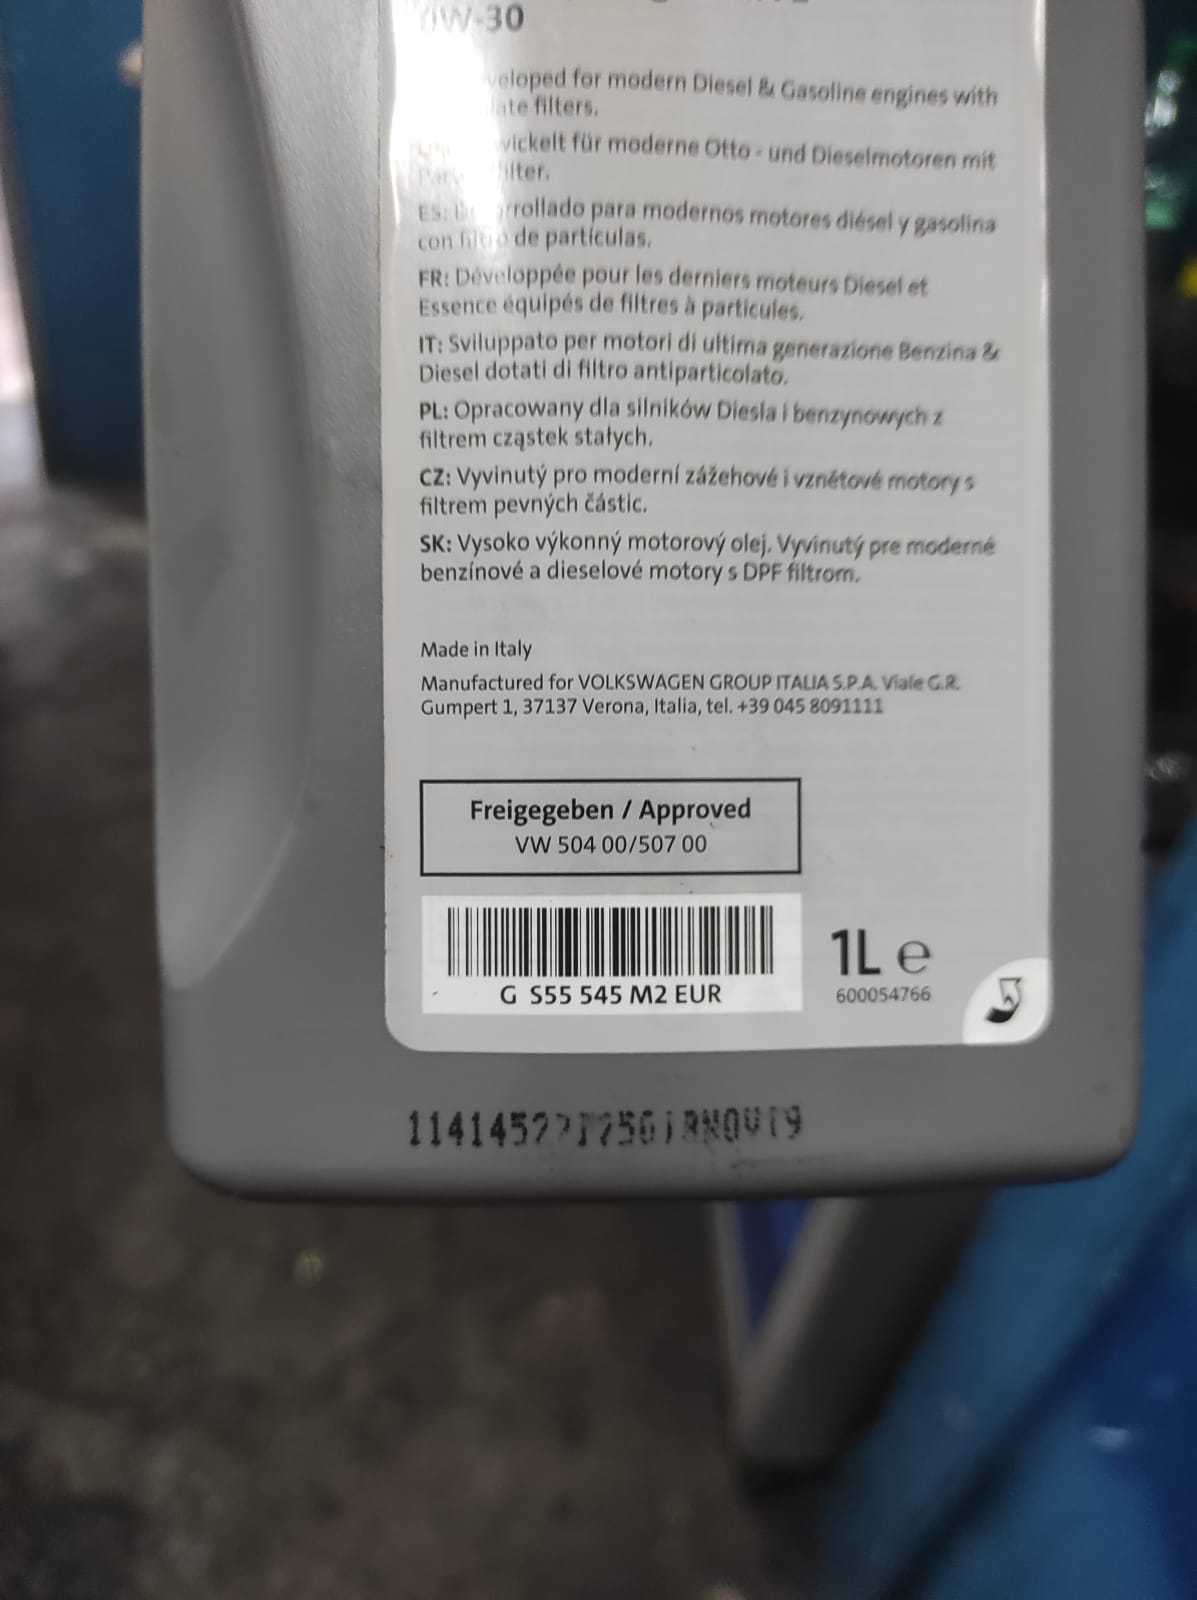 0W-30
veloped for modern Diesel & Gasoline engines with
ate filters.
wickelt für moderne Otto - und Dieselmotoren mit
ilter.
ES: rrollado para modernos motores diésel y gasolina
con filtro de partículas.
FR: Développée pour les derniers moteurs Diesel et
Essence équipés de filtres à particules.
IT: Sviluppato per motori di ultima generazione Benzina &
Diesel dotati di filtro antiparticolato.
PL: Opracowany dla silników Diesla i benzynowych z
filtrem cząstek stałych.
CZ: Vyvinutý pro moderní zážehové i vznětové motory s
filtrem pevných částic.
SK: Vysoko výkonný motorový olej. Vyvinutý pre moderné
benzínové a dieselové motory s DPF filtrom.
Made in Italy
Manufactured for VOLKSWAGEN GROUP ITALIA S.P.A. Viale G.R.
Gumpert 1, 37137 Verona, Italia, tel. +39 045 8091111
Freigegeben / Approved
VW 504 00/507 00
G S55 545 M2 EUR
1L e
600054766